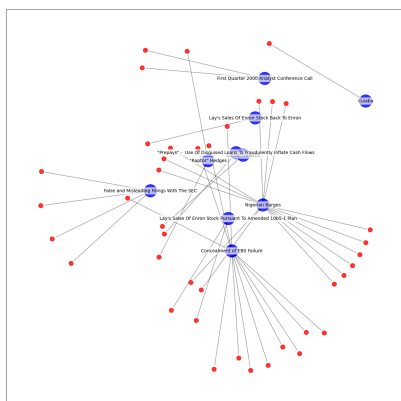 First Quarter 2000 Analyst Conference Call
Cuiaba
Lay's Sales Of Enron Stock Back To Enron
"Prepays" - Use Of Disguised Loans To Fraudulently Inflate Cash Flows
"Raptor" Hedges
False and Misleading Filings With The SEC
Nigerian Barges
Lay's Sales Of Enron Stock Pursuant To Amended 10b5-1 Plan
Concealment of EBS Failure